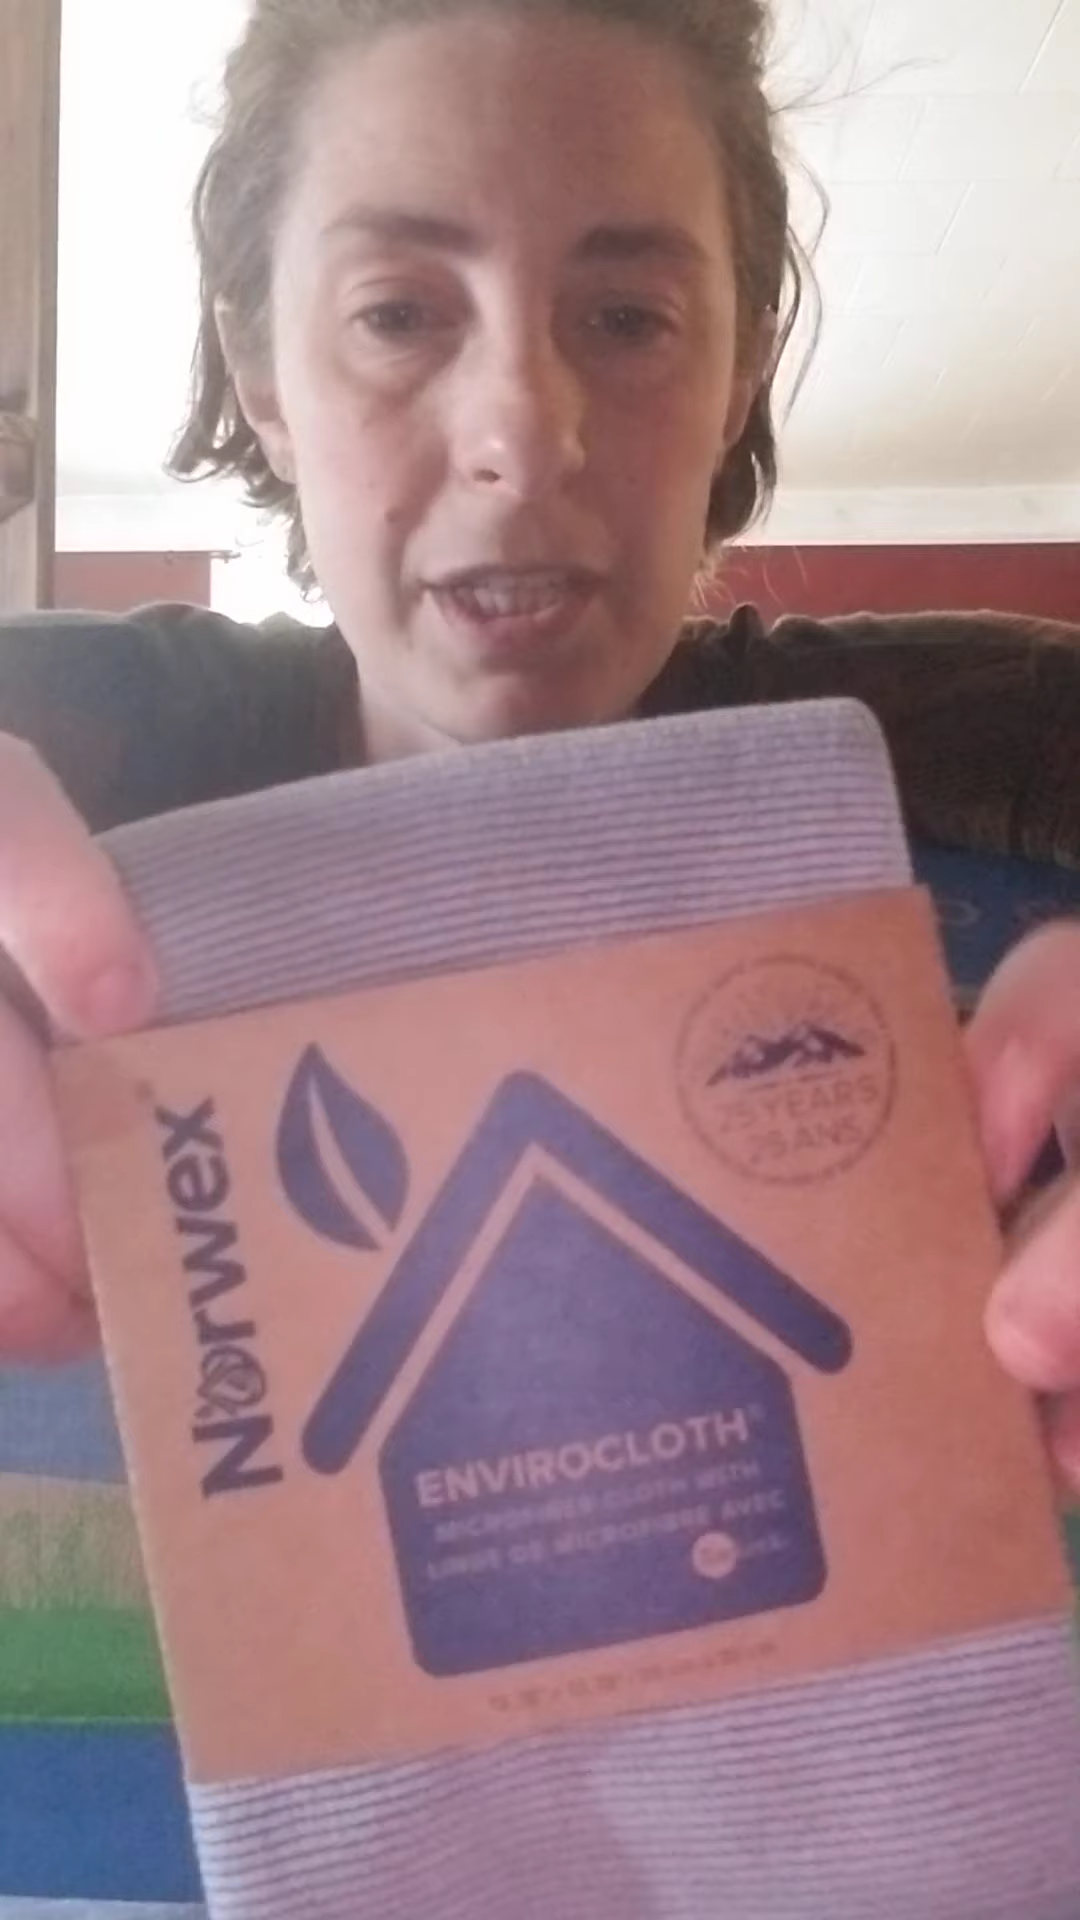 Norwex
25 YEARS
25 ANS
ENVIROCLOTH®
MICROFIBER CLOTH WITH
LINGE DE MICROFIBRE AVEC